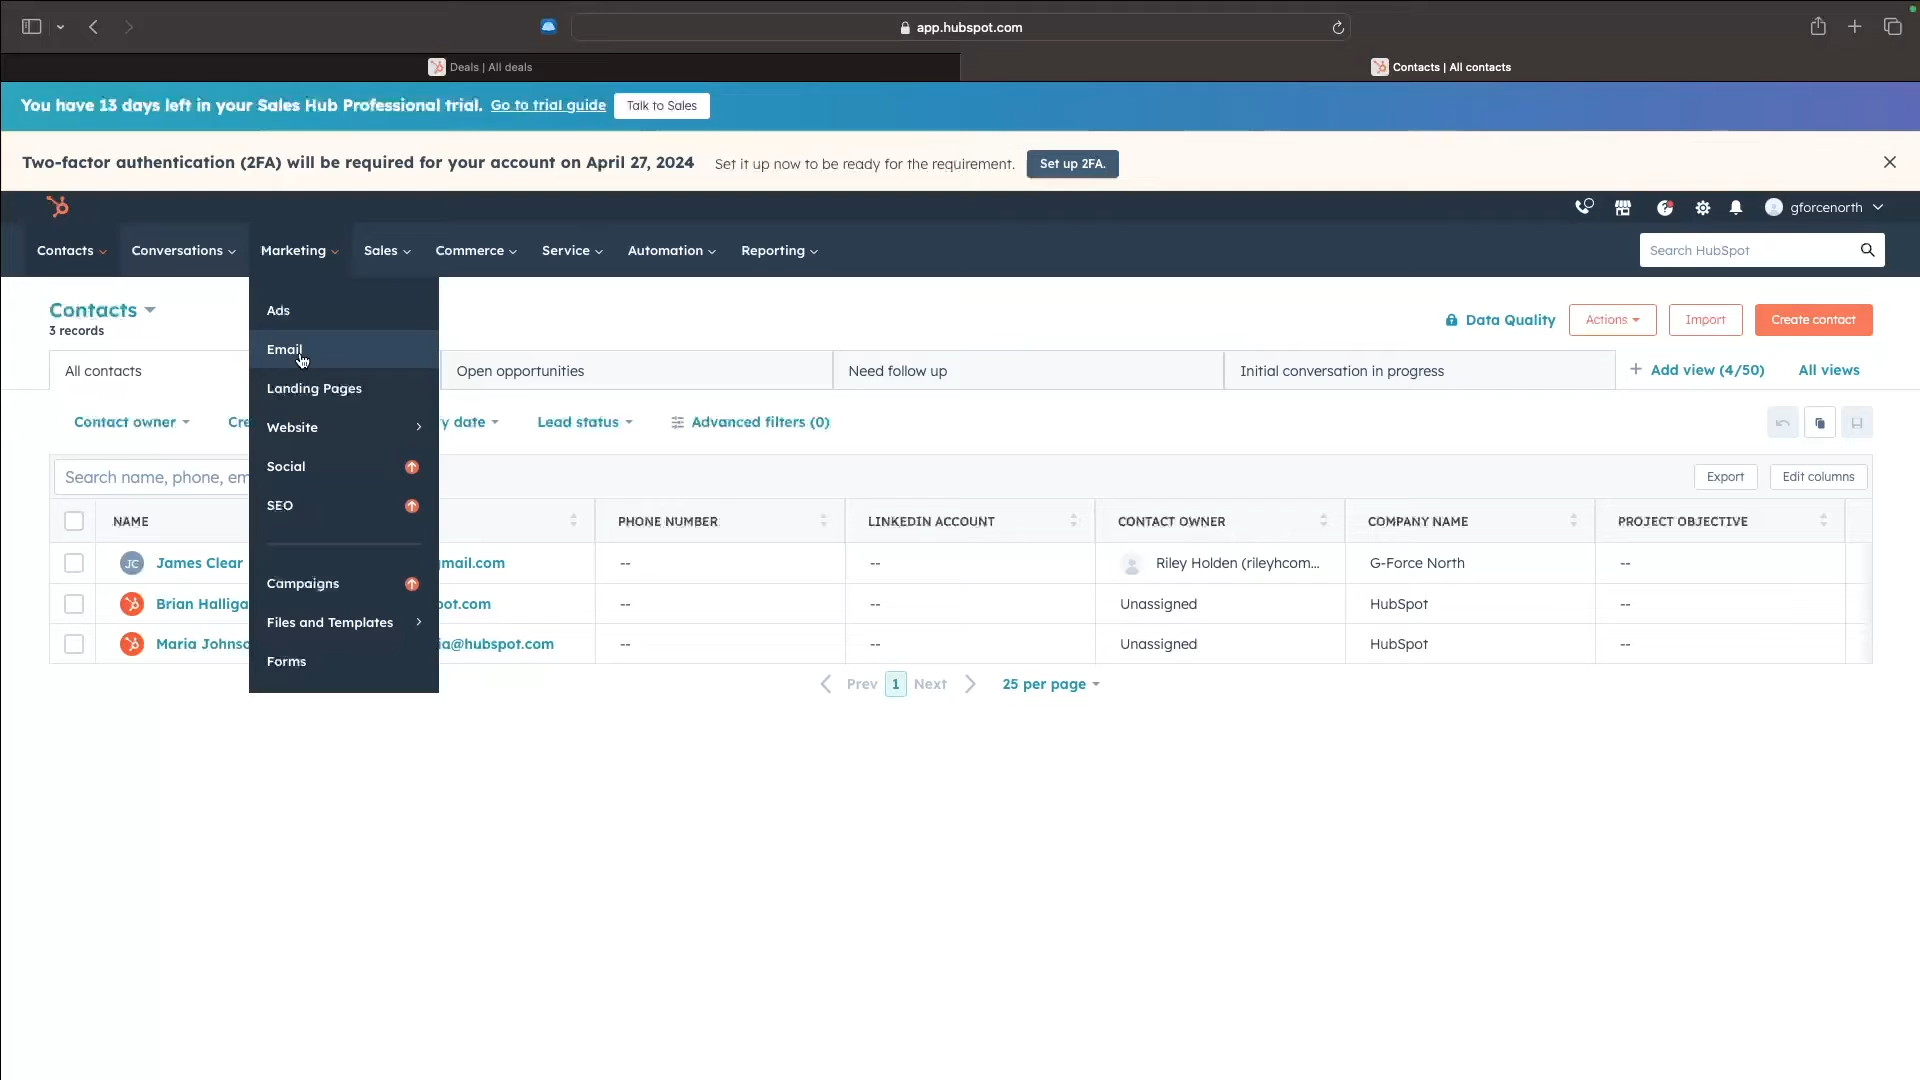 app.hubspot.com
Deals | All deals
Contacts | All contacts
You have 13 days left in your Sales Hub Professional trial. Go to trial guide Talk to Sales
Two-factor authentication (2FA) will be required for your account on April 27, 2024 Set it up now to be ready for the requirement. Set up 2FA.
gforcenorth
Contacts Conversations Marketing Sales Commerce Service Automation Reporting Search HubSpot
Contacts
3 records
Data Quality Actions Import Create contact
Ads
Email
Landing Pages
Website
Social
SEO
Campaigns
Files and Templates
Forms
All contacts Open opportunities Need follow up Initial conversation in progress + Add view (4/50) All views
Contact owner Cre y date Lead status Advanced filters (0)
Search name, phone, em Export Edit columns
NAME PHONE NUMBER LINKEDIN ACCOUNT CONTACT OWNER COMPANY NAME PROJECT OBJECTIVE
JC James Clear mail.com -- -- Riley Holden (rileyhcom... G-Force North --
Brian Halliga ot.com -- -- Unassigned HubSpot --
Maria Johnso ia@hubspot.com -- -- Unassigned HubSpot --
Prev 1 Next 25 per page